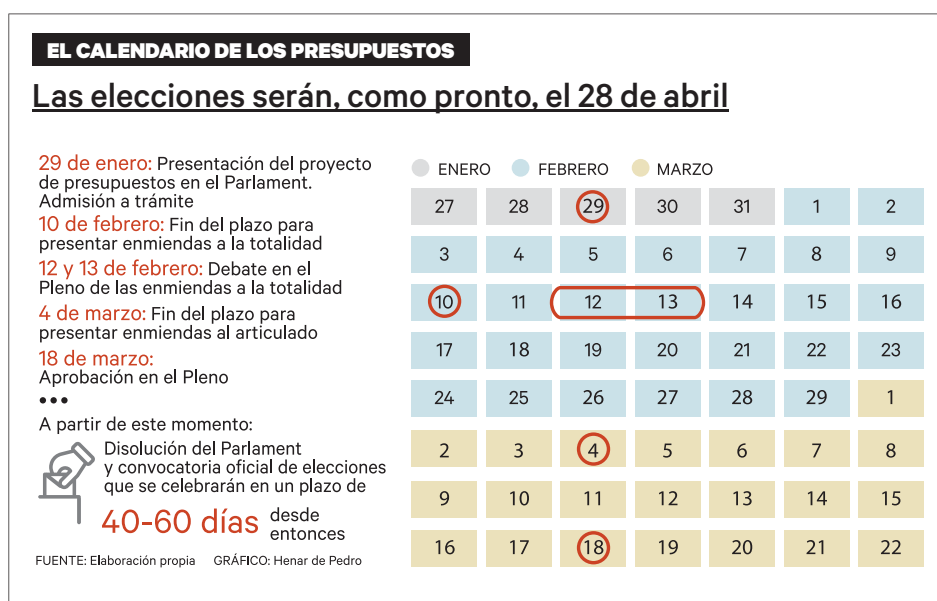 EL CALENDARIO DE LOS PRESUPUESTOS
Las elecciones serán, como pronto, el 28 de abril
29 de enero: Presentación del proyecto
de presupuestos en el Parlament.
Admisión a trámite
10 de febrero: Fin del plazo para
presentar enmiendas a la totalidad
12 y 13 de febrero: Debate en el
Pleno de las enmiendas a la totalidad
4 de marzo: Fin del plazo para
presentar enmiendas al articulado
18 de marzo:
Aprobación en el Pleno
•••
A partir de este momento:
Disolución del Parlament
y convocatoria oficial de elecciones
que se celebrarán en un plazo de
40-60 días desde
entonces
FUENTE: Elaboración propia GRÁFICO: Henar de Pedro
ENERO FEBRERO MARZO
27 28 29 30 31 1 2
3 4 5 6 7 8 9
10 11 12 13 14 15 16
17 18 19 20 21 22 23
24 25 26 27 28 29 1
2 3 4 5 6 7 8
9 10 11 12 13 14 15
16 17 18 19 20 21 22